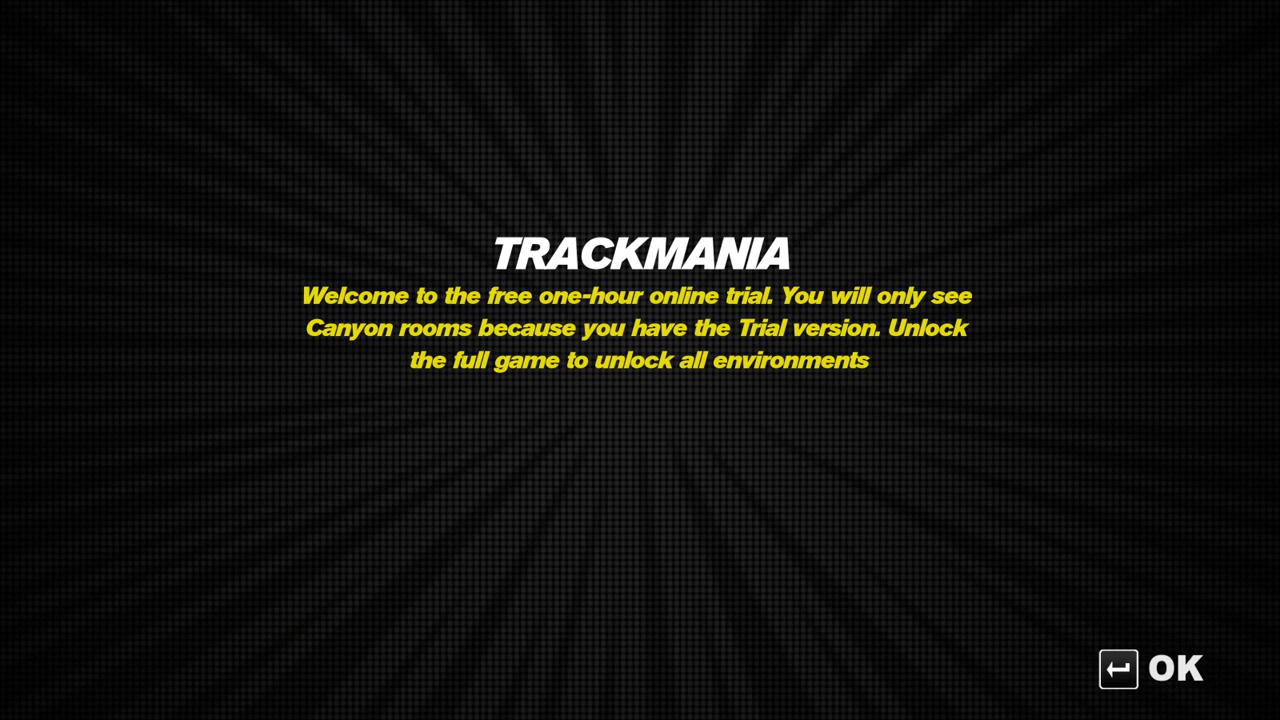 TRACKMANIA
Welcome to the free one-hour online trial. You will only see
Canyon rooms because you have the Trial version. Unlock
the full game to unlock all environments
OK